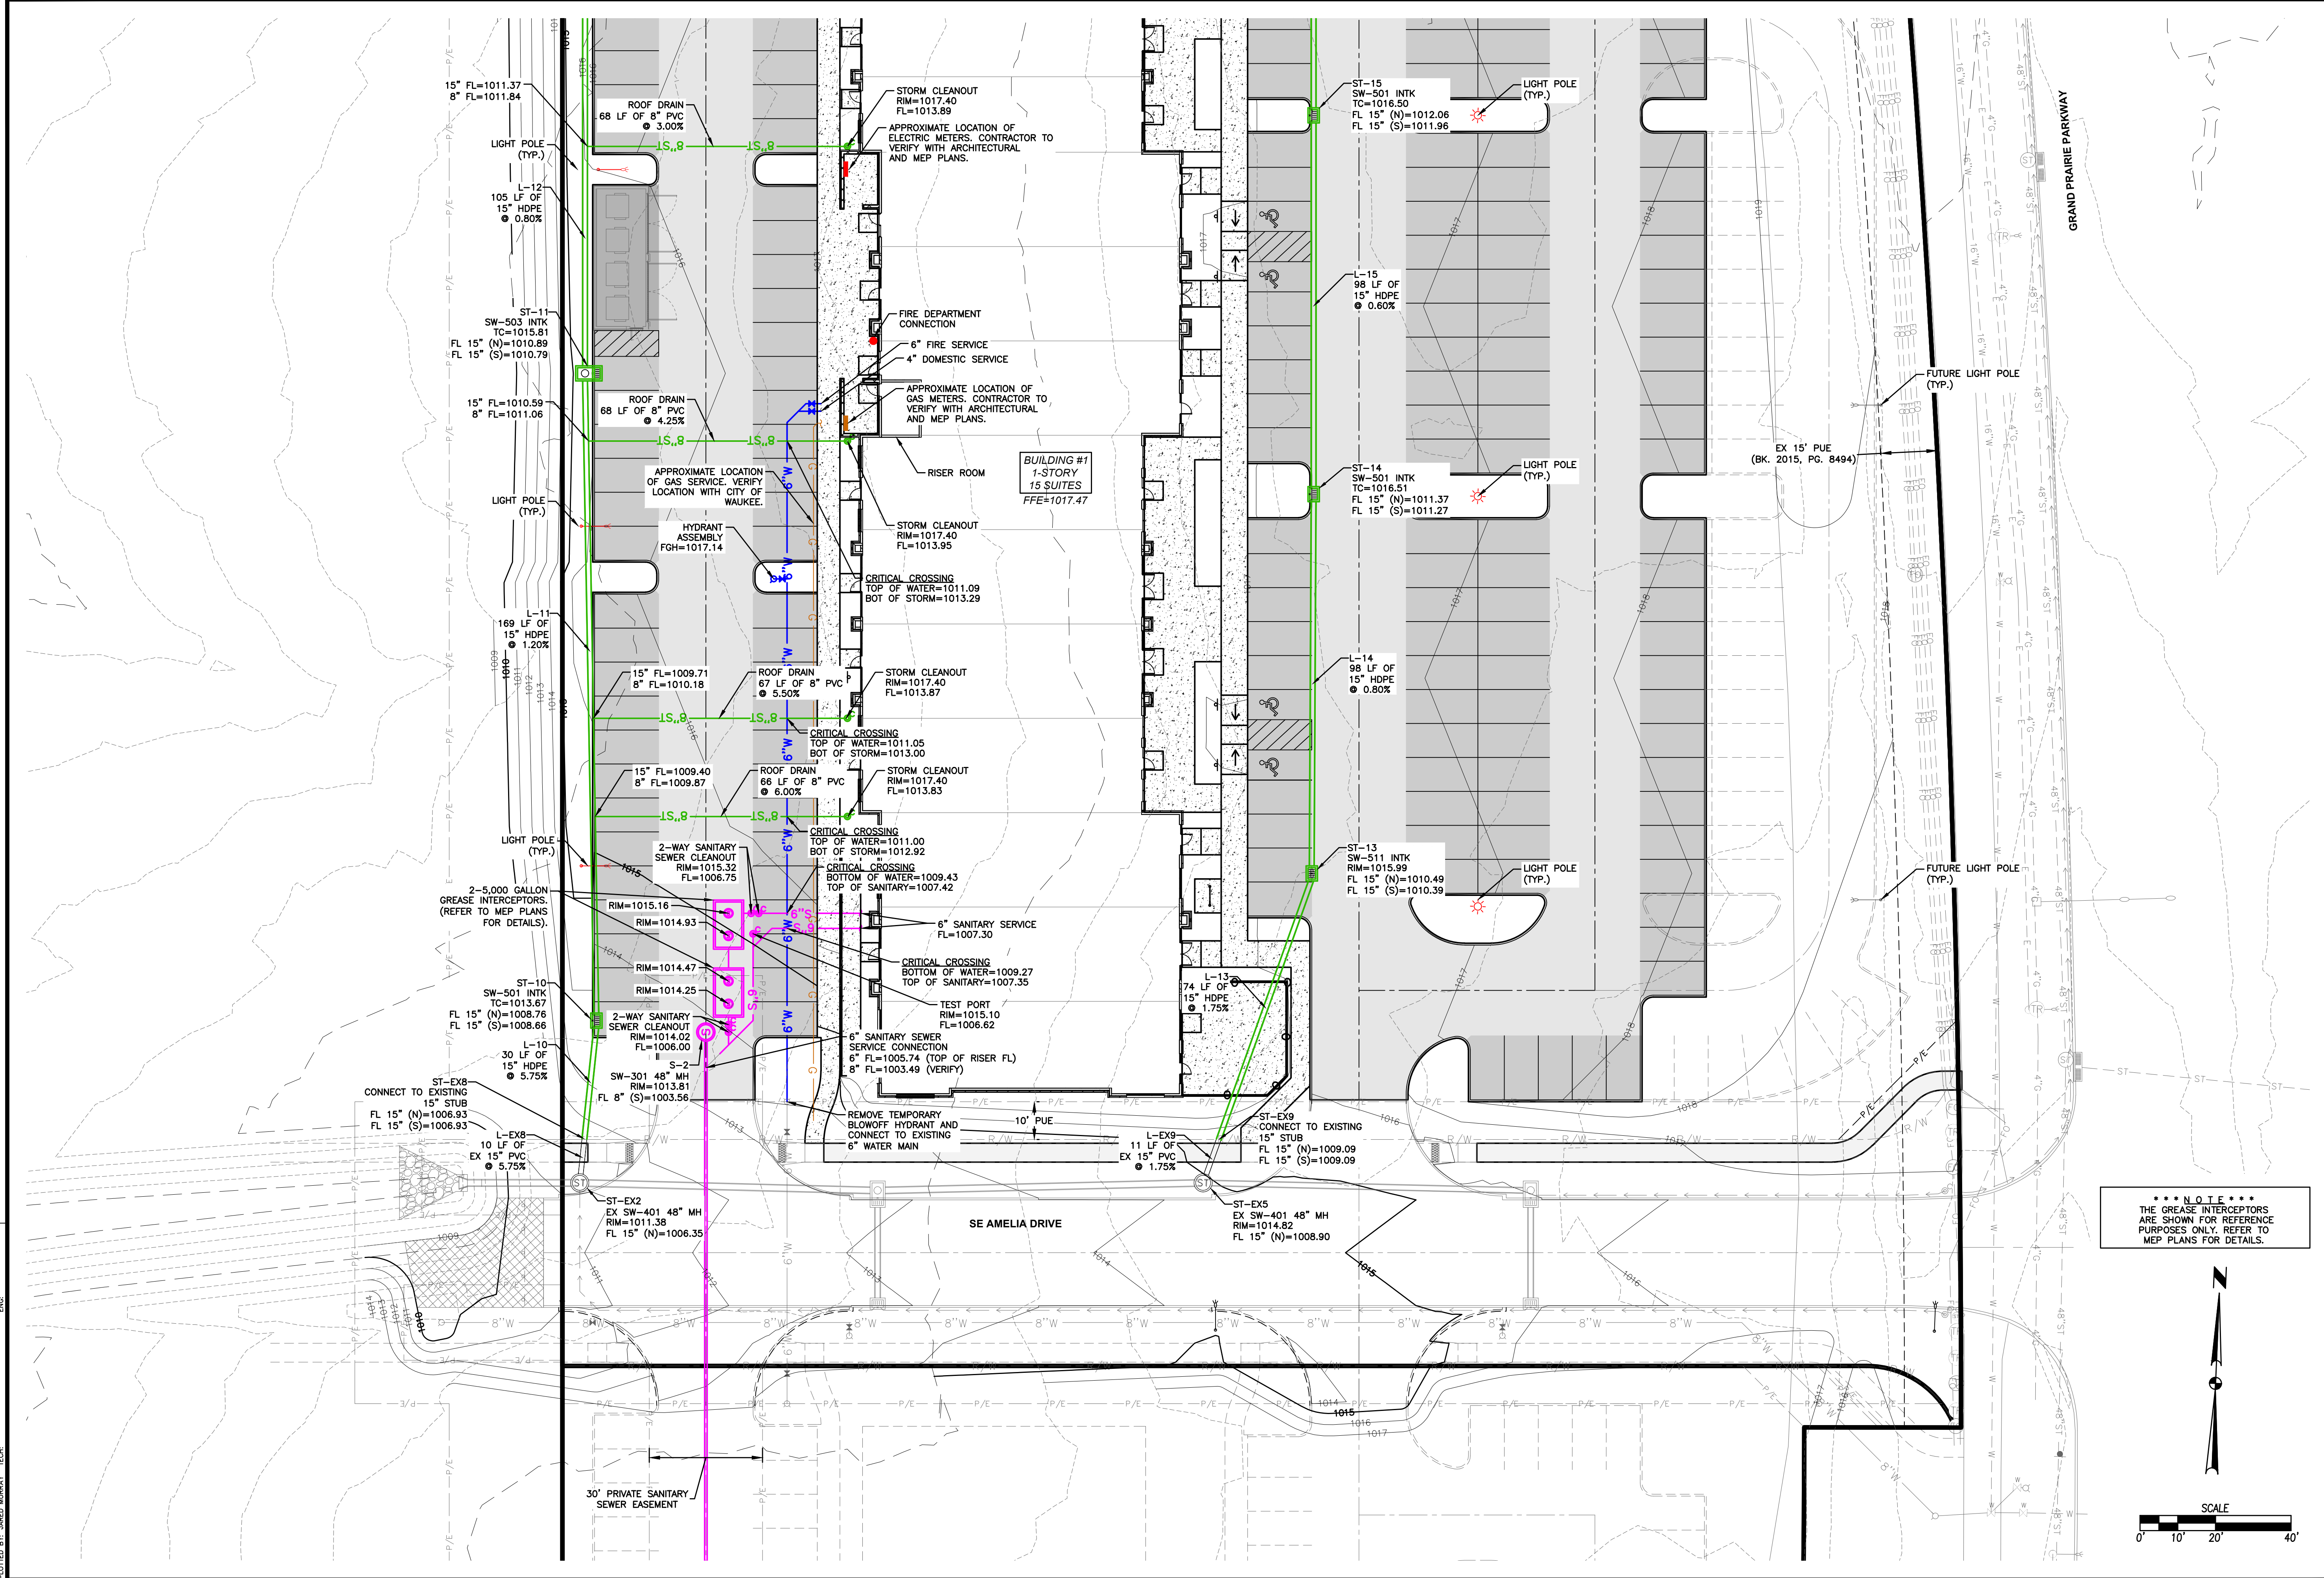 15" FL=1011.37
8" FL=1011.84
ROOF DRAIN
68 LF OF 8" PVC
@ 3.00%
STORM CLEANOUT
RIM=1017.40
FL=1013.89
APPROXIMATE LOCATION OF
ELECTRIC METERS. CONTRACTOR TO
VERIFY WITH ARCHITECTURAL
AND MEP PLANS.
LIGHT POLE
(TYP.)
L-12
105 LF OF
15" HDPE
@ 0.80%
ST-15
SW-501 INTK
TC=1016.50
FL 15" (N)=1012.06
FL 15" (S)=1011.96
LIGHT POLE
(TYP.)
GRAND PRAIRIE PARKWAY
L-15
98 LF OF
15" HDPE
@ 0.60%
ST-11
SW-503 INTK
TC=1015.81
FL 15" (N)=1010.89
FL 15" (S)=1010.79
FIRE DEPARTMENT
CONNECTION
6" FIRE SERVICE
4" DOMESTIC SERVICE
APPROXIMATE LOCATION OF
GAS METERS. CONTRACTOR TO
VERIFY WITH ARCHITECTURAL
AND MEP PLANS.
15" FL=1010.59
8" FL=1011.06
ROOF DRAIN
68 LF OF 8" PVC
@ 4.25%
RISER ROOM
BUILDING #1
1-STORY
15 SUITES
FFE=1017.47
APPROXIMATE LOCATION
OF GAS SERVICE. VERIFY
LOCATION WITH CITY OF
WAUKEE.
LIGHT POLE
(TYP.)
HYDRANT
ASSEMBLY
FGH=1017.14
STORM CLEANOUT
RIM=1017.40
FL=1013.95
CRITICAL CROSSING
TOP OF WATER=1011.09
BOT OF STORM=1013.29
ST-14
SW-501 INTK
TC=1016.51
FL 15" (N)=1011.37
FL 15" (S)=1011.27
LIGHT POLE
(TYP.)
FUTURE LIGHT POLE
(TYP.)
EX 15' PUE
(BK. 2015, PG. 8494)
L-11
169 LF OF
15" HDPE
@ 1.20%
15" FL=1009.71
8" FL=1010.18
ROOF DRAIN
67 LF OF 8" PVC
@ 5.50%
STORM CLEANOUT
RIM=1017.40
FL=1013.87
CRITICAL CROSSING
TOP OF WATER=1011.05
BOT OF STORM=1013.00
L-14
98 LF OF
15" HDPE
@ 0.80%
15" FL=1009.40
8" FL=1009.87
ROOF DRAIN
66 LF OF 8" PVC
@ 6.00%
STORM CLEANOUT
RIM=1017.40
FL=1013.83
CRITICAL CROSSING
TOP OF WATER=1011.00
BOT OF STORM=1012.92
LIGHT POLE
(TYP.)
2-WAY SANITARY
SEWER CLEANOUT
RIM=1015.32
FL=1006.75
CRITICAL CROSSING
BOTTOM OF WATER=1009.43
TOP OF SANITARY=1007.42
2-5,000 GALLON
GREASE INTERCEPTORS.
(REFER TO MEP PLANS
FOR DETAILS).
RIM=1015.16
RIM=1014.93
RIM=1014.47
RIM=1014.25
6" SANITARY SERVICE
FL=1007.30
CRITICAL CROSSING
BOTTOM OF WATER=1009.27
TOP OF SANITARY=1007.35
TEST PORT
RIM=1015.10
FL=1006.62
ST-13
SW-511 INTK
RIM=1015.99
FL 15" (N)=1010.49
FL 15" (S)=1010.39
LIGHT POLE
(TYP.)
FUTURE LIGHT POLE
(TYP.)
ST-10
SW-501 INTK
TC=1013.67
FL 15" (N)=1008.76
FL 15" (S)=1008.66
2-WAY SANITARY
SEWER CLEANOUT
RIM=1014.02
FL=1006.00
6" SANITARY SEWER
SERVICE CONNECTION
6" FL=1005.74 (TOP OF RISER FL)
8" FL=1003.49 (VERIFY)
L-13
74 LF OF
15" HDPE
@ 1.75%
L-10
30 LF OF
15" HDPE
@ 5.75%
S-2
SW-301 48" MH
RIM=1013.81
FL 8" (S)=1003.56
ST-EX8
CONNECT TO EXISTING
15" STUB
FL 15" (N)=1006.93
FL 15" (S)=1006.93
L-EX8
10 LF OF
EX 15" PVC
@ 5.75%
REMOVE TEMPORARY
BLOWOFF HYDRANT AND
CONNECT TO EXISTING
6" WATER MAIN
10' PUE
L-EX9
11 LF OF
EX 15" PVC
@ 1.75%
ST-EX9
CONNECT TO EXISTING
15" STUB
FL 15" (N)=1009.09
FL 15" (S)=1009.09
ST-EX2
EX SW-401 48" MH
RIM=1011.38
FL 15" (N)=1006.35
SE AMELIA DRIVE
ST-EX5
EX SW-401 48" MH
RIM=1014.82
FL 15" (N)=1008.90
* * * N O T E * * *
THE GREASE INTERCEPTORS
ARE SHOWN FOR REFERENCE
PURPOSES ONLY. REFER TO
MEP PLANS FOR DETAILS.
30' PRIVATE SANITARY
SEWER EASEMENT
N
SCALE
0' 10' 20' 40'